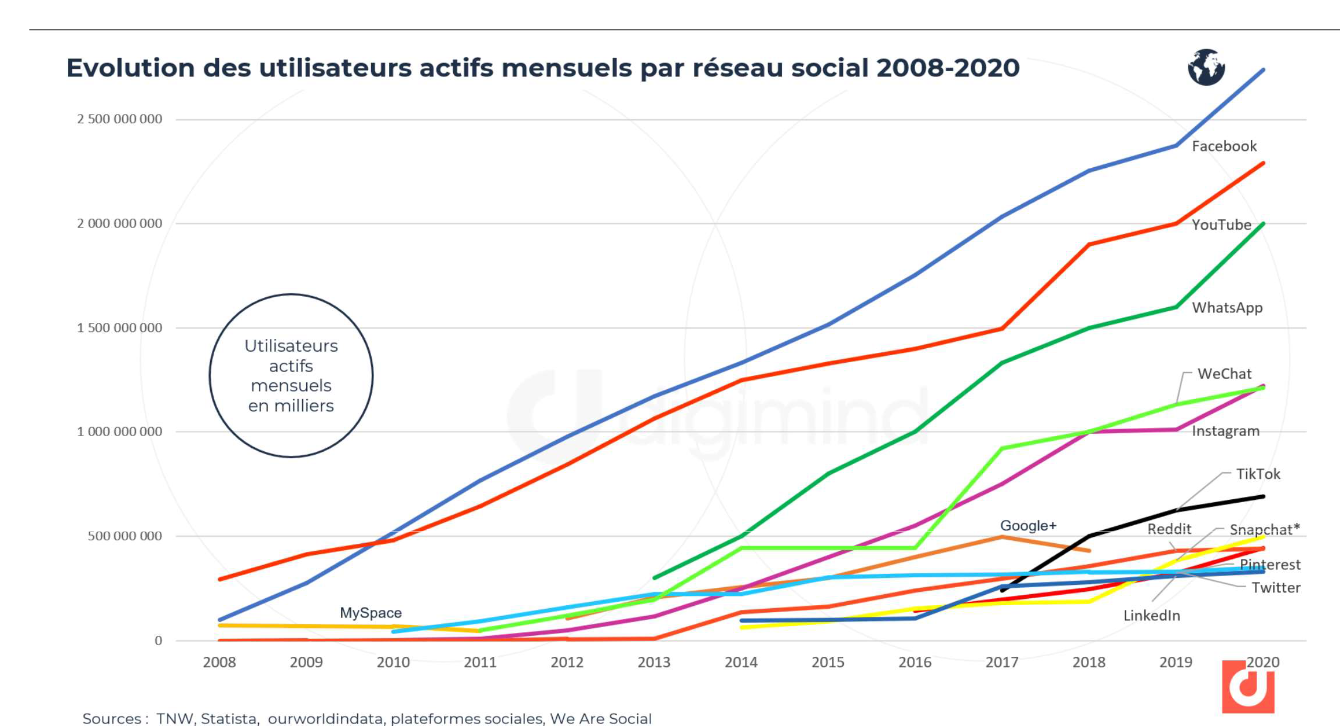 Evolution des utilisateurs actifs mensuels par réseau social 2008-2020
2 500 000 000
Facebook
2 000 000 000
YouTube
1 500 000 000
WhatsApp
Utilisateurs
actifs
mensuels
en milliers
WeChat
1 000 000 000
Instagram
digimind
TikTok
500 000 000
Google+
Reddit
Snapchat*
Pinterest
Twitter
MySpace
LinkedIn
0
2008 2009 2010 2011 2012 2013 2014 2015 2016 2017 2018 2019 2020
Sources : TNW, Statista, ourworldindata, plateformes sociales, We Are Social